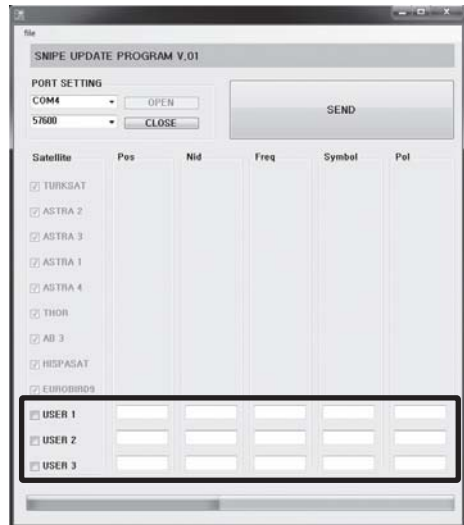 file
SNIPE UPDATE PROGRAM V.01
PORT SETTING
COM4 OPEN
57600 CLOSE
SEND
Satellite Pos Nid Freq Symbol Pol
TURKSAT
ASTRA 2
ASTRA 3
ASTRA 1
ASTRA 4
THOR
AB 3
HISPASAT
EUROBIRD9
USER 1
USER 2
USER 3